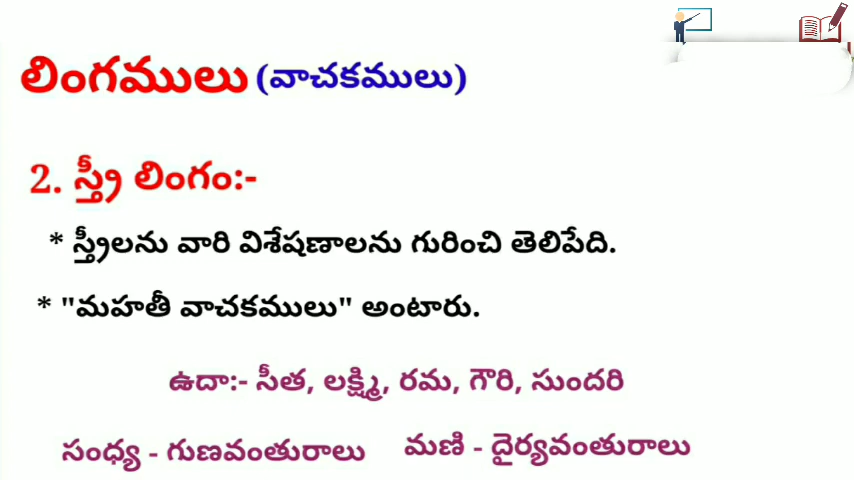 లింగములు (వాచకములు)
2. స్త్రీ లింగం:-
* స్త్రీలను వారి విశేషణాలను గురించి తెలిపేది.
* "మహతీ వాచకములు" అంటారు.
ఉదా:- సీత, లక్ష్మి, రమ, గౌరి, సుందరి
సంధ్య - గుణవంతురాలు మణి - దైర్యవంతురాలు